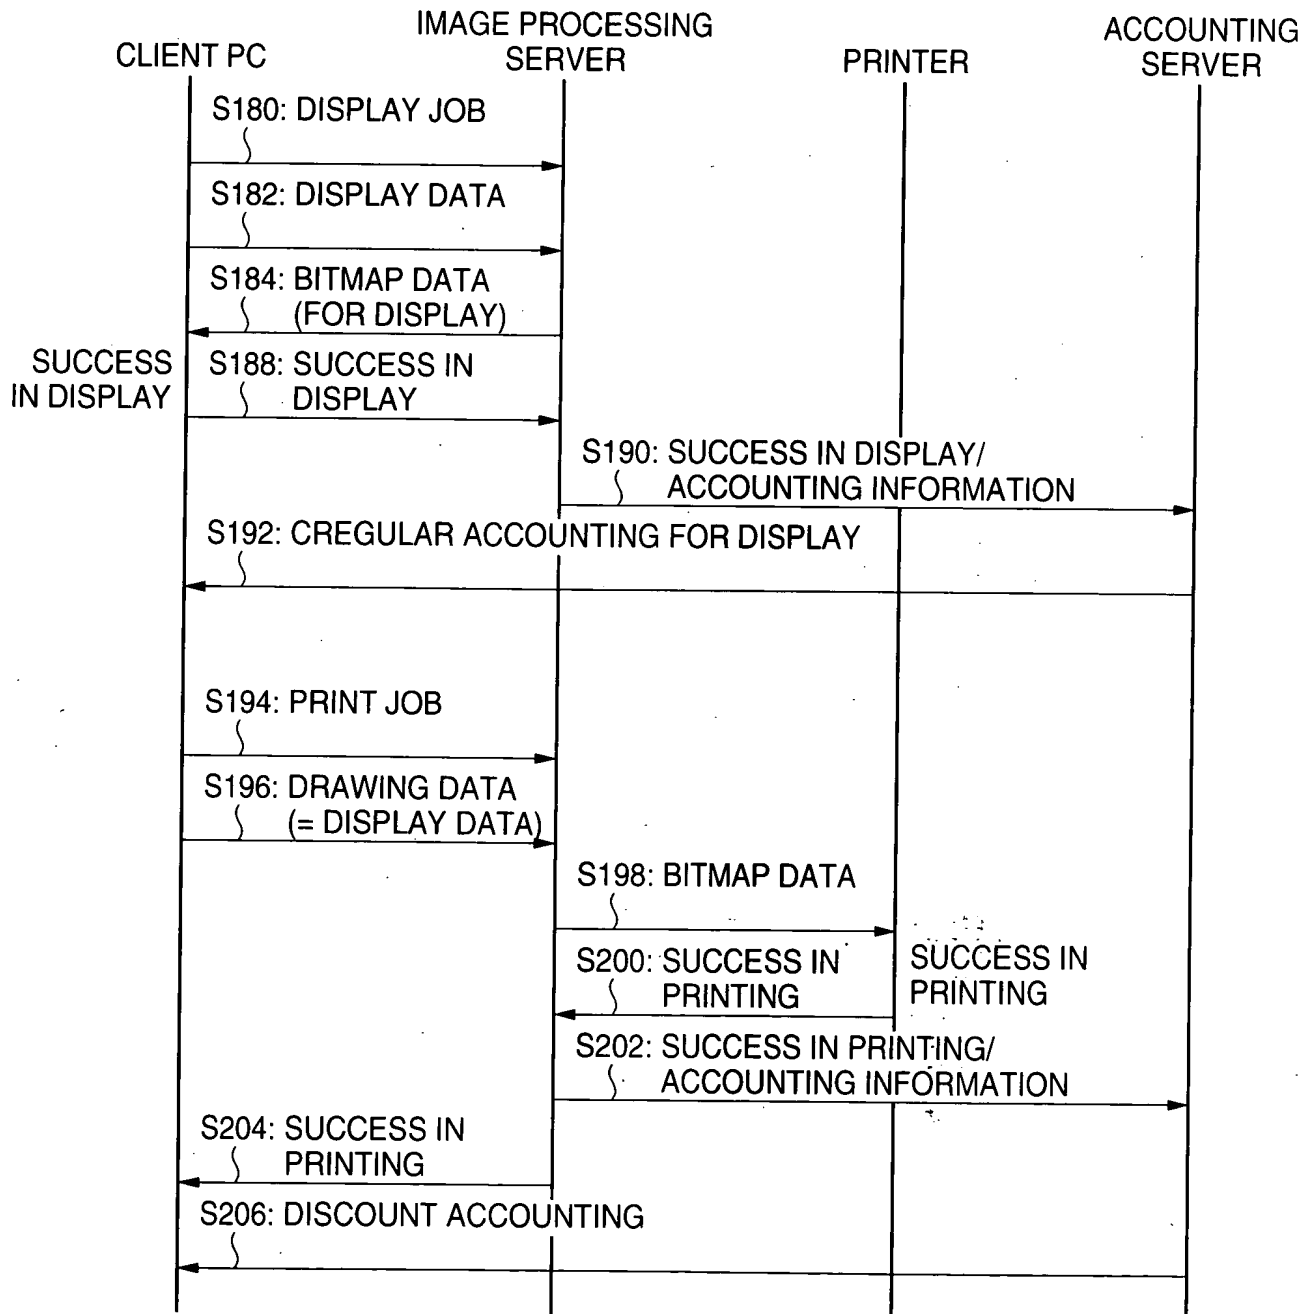 CLIENT PC
IMAGE PROCESSING
SERVER
PRINTER
ACCOUNTING
SERVER
S180: DISPLAY JOB
S182: DISPLAY DATA
S184: BITMAP DATA
(FOR DISPLAY)
SUCCESS
IN DISPLAY
S188: SUCCESS IN
DISPLAY
S190: SUCCESS IN DISPLAY/
ACCOUNTING INFORMATION
S192: CREGULAR ACCOUNTING FOR DISPLAY
S194: PRINT JOB
S196: DRAWING DATA
(= DISPLAY DATA)
S198: BITMAP DATA
S200: SUCCESS IN
PRINTING
SUCCESS IN
PRINTING
S202: SUCCESS IN PRINTING/
ACCOUNTING INFORMATION
S204: SUCCESS IN
PRINTING
S206: DISCOUNT ACCOUNTING